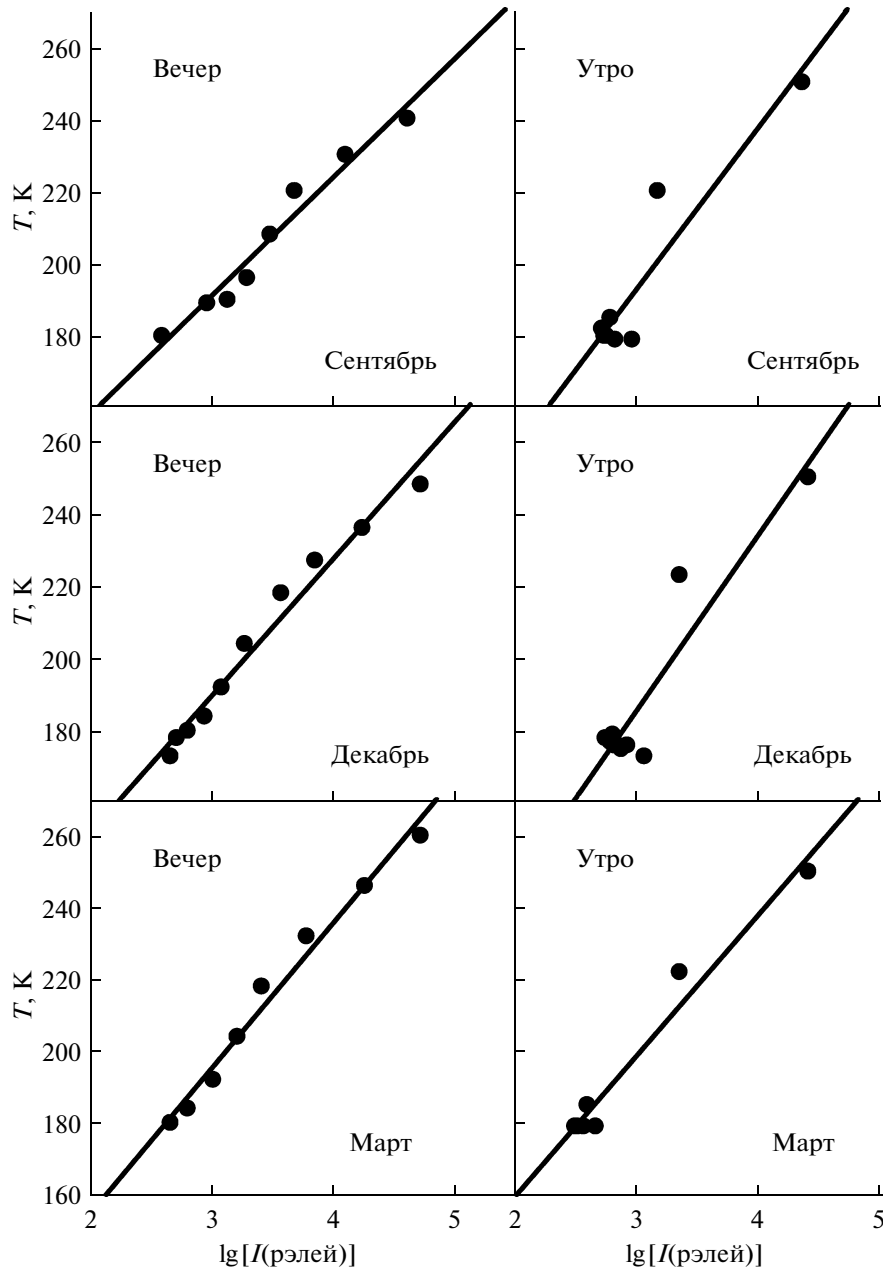 260
240
220
200
180
T, K
Вечер
Сентябрь
Утро
Сентябрь
260
240
220
200
180
T, K
Вечер
Декабрь
Утро
Декабрь
260
240
220
200
180
160
T, K
Вечер
Март
Утро
Март
2 3 4 5 2 3 4 5
lg[I(рэлей)] lg[I(рэлей)]